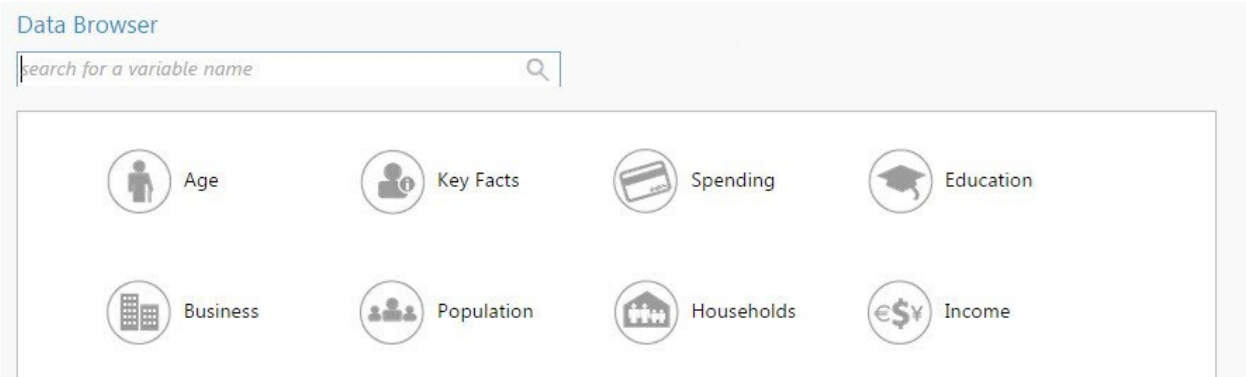 Data Browser
search for a variable name
Age Key Facts Spending Education
Business Population Households €$¥ Income